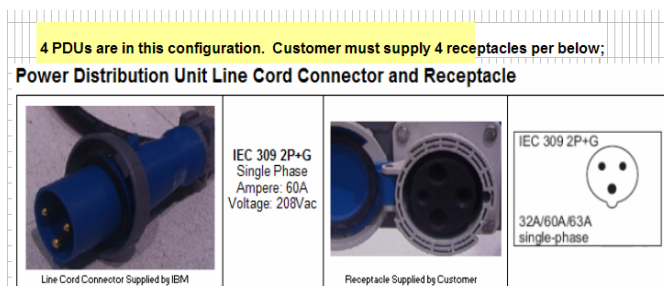 4 PDUs are in this configuration.  Customer must supply 4 receptacles per below;
Power Distribution Unit Line Cord Connector and Receptacle
IEC 309 2P+G
Single Phase
Ampere: 60A
Voltage: 208Vac
IEC 309 2P+G
32A/60A/63A
single-phase
Line Cord Connector Supplied by IBM
Receptacle Supplied by Customer